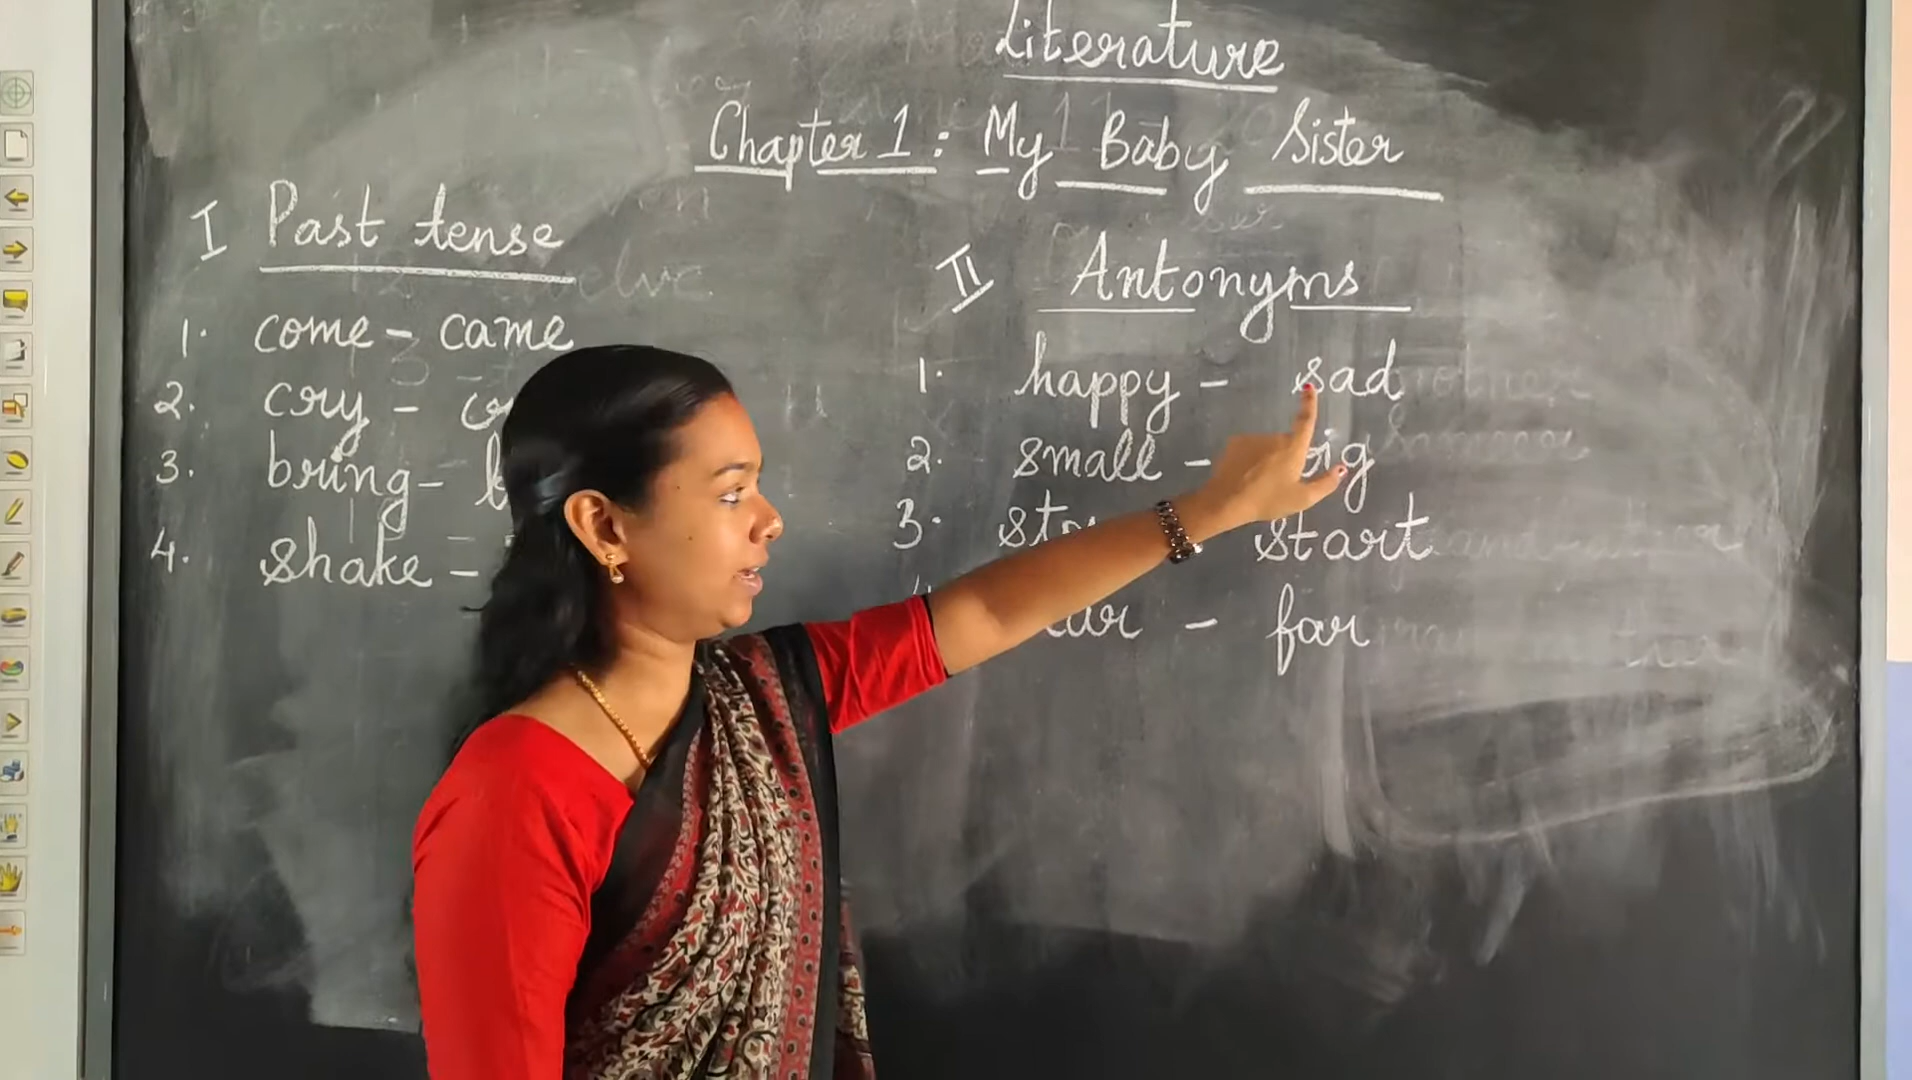 Literature
Chapter 1: My Baby Sister
I Past tense
1. come - came
2. cry -
3. bring -
4. shake -
II Antonyms
1. happy - sad
2. small - big
3. start
- far